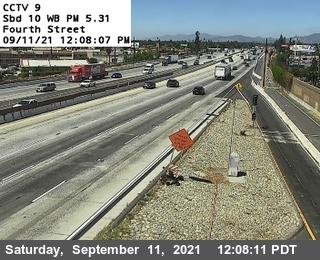 CCTV 9
Sbd 10 WB PM 5.31
Fourth Street
09/11/21 12:08:07 PM
Saturday, September 11, 2021 12:08:11 PDT